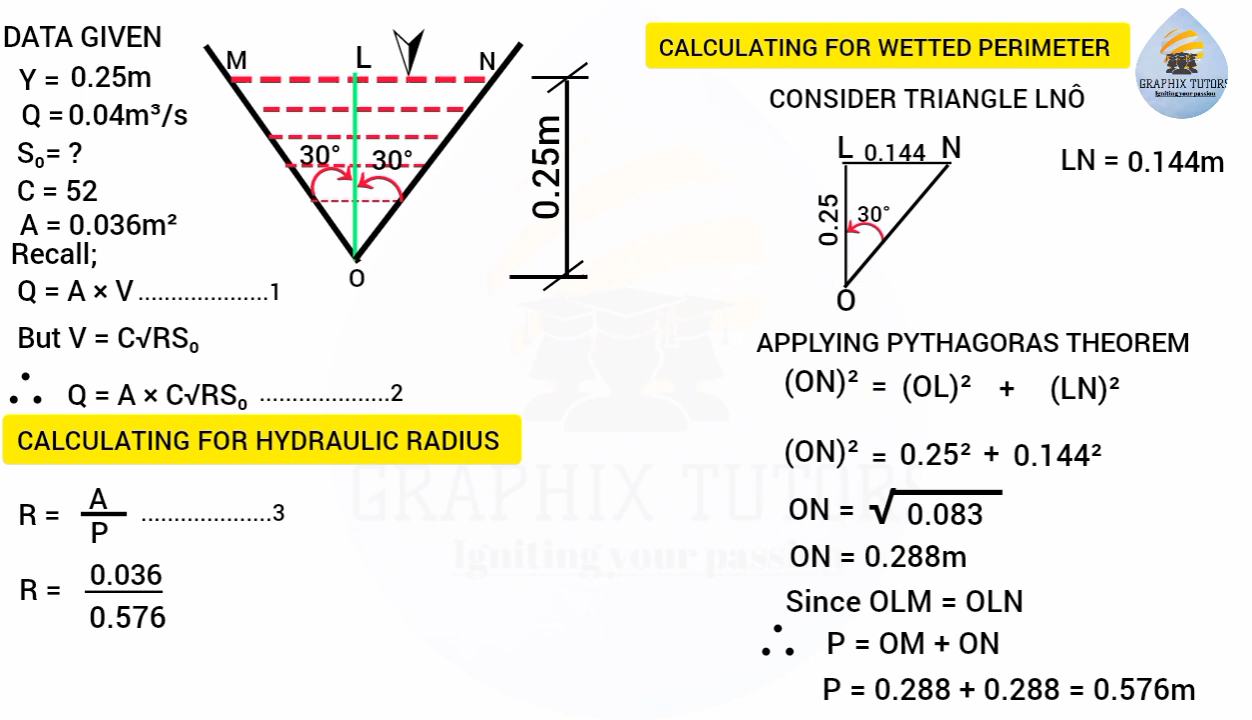 DATA GIVEN
Y = 0.25m
Q = 0.04m³/s
S₀= ?
C = 52
A = 0.036m²
Recall;
Q = A × V ....................1
But V = C√RS₀
∴ Q = A × C√RS₀ ....................2
CALCULATING FOR HYDRAULIC RADIUS
R = A/P ....................3
R = 0.036/0.576
M L N
30° 30°
O
0.25m
CALCULATING FOR WETTED PERIMETER
GRAPHIX TUTORS
Igniting your passion
CONSIDER TRIANGLE LNÔ
L 0.144 N
0.25
30°
O
LN = 0.144m
APPLYING PYTHAGORAS THEOREM
(ON)² = (OL)² + (LN)²
(ON)² = 0.25² + 0.144²
ON = √0.083
ON = 0.288m
Since OLM = OLN
∴ P = OM + ON
P = 0.288 + 0.288 = 0.576m
GRAPHIX TUTORS
Igniting your passion